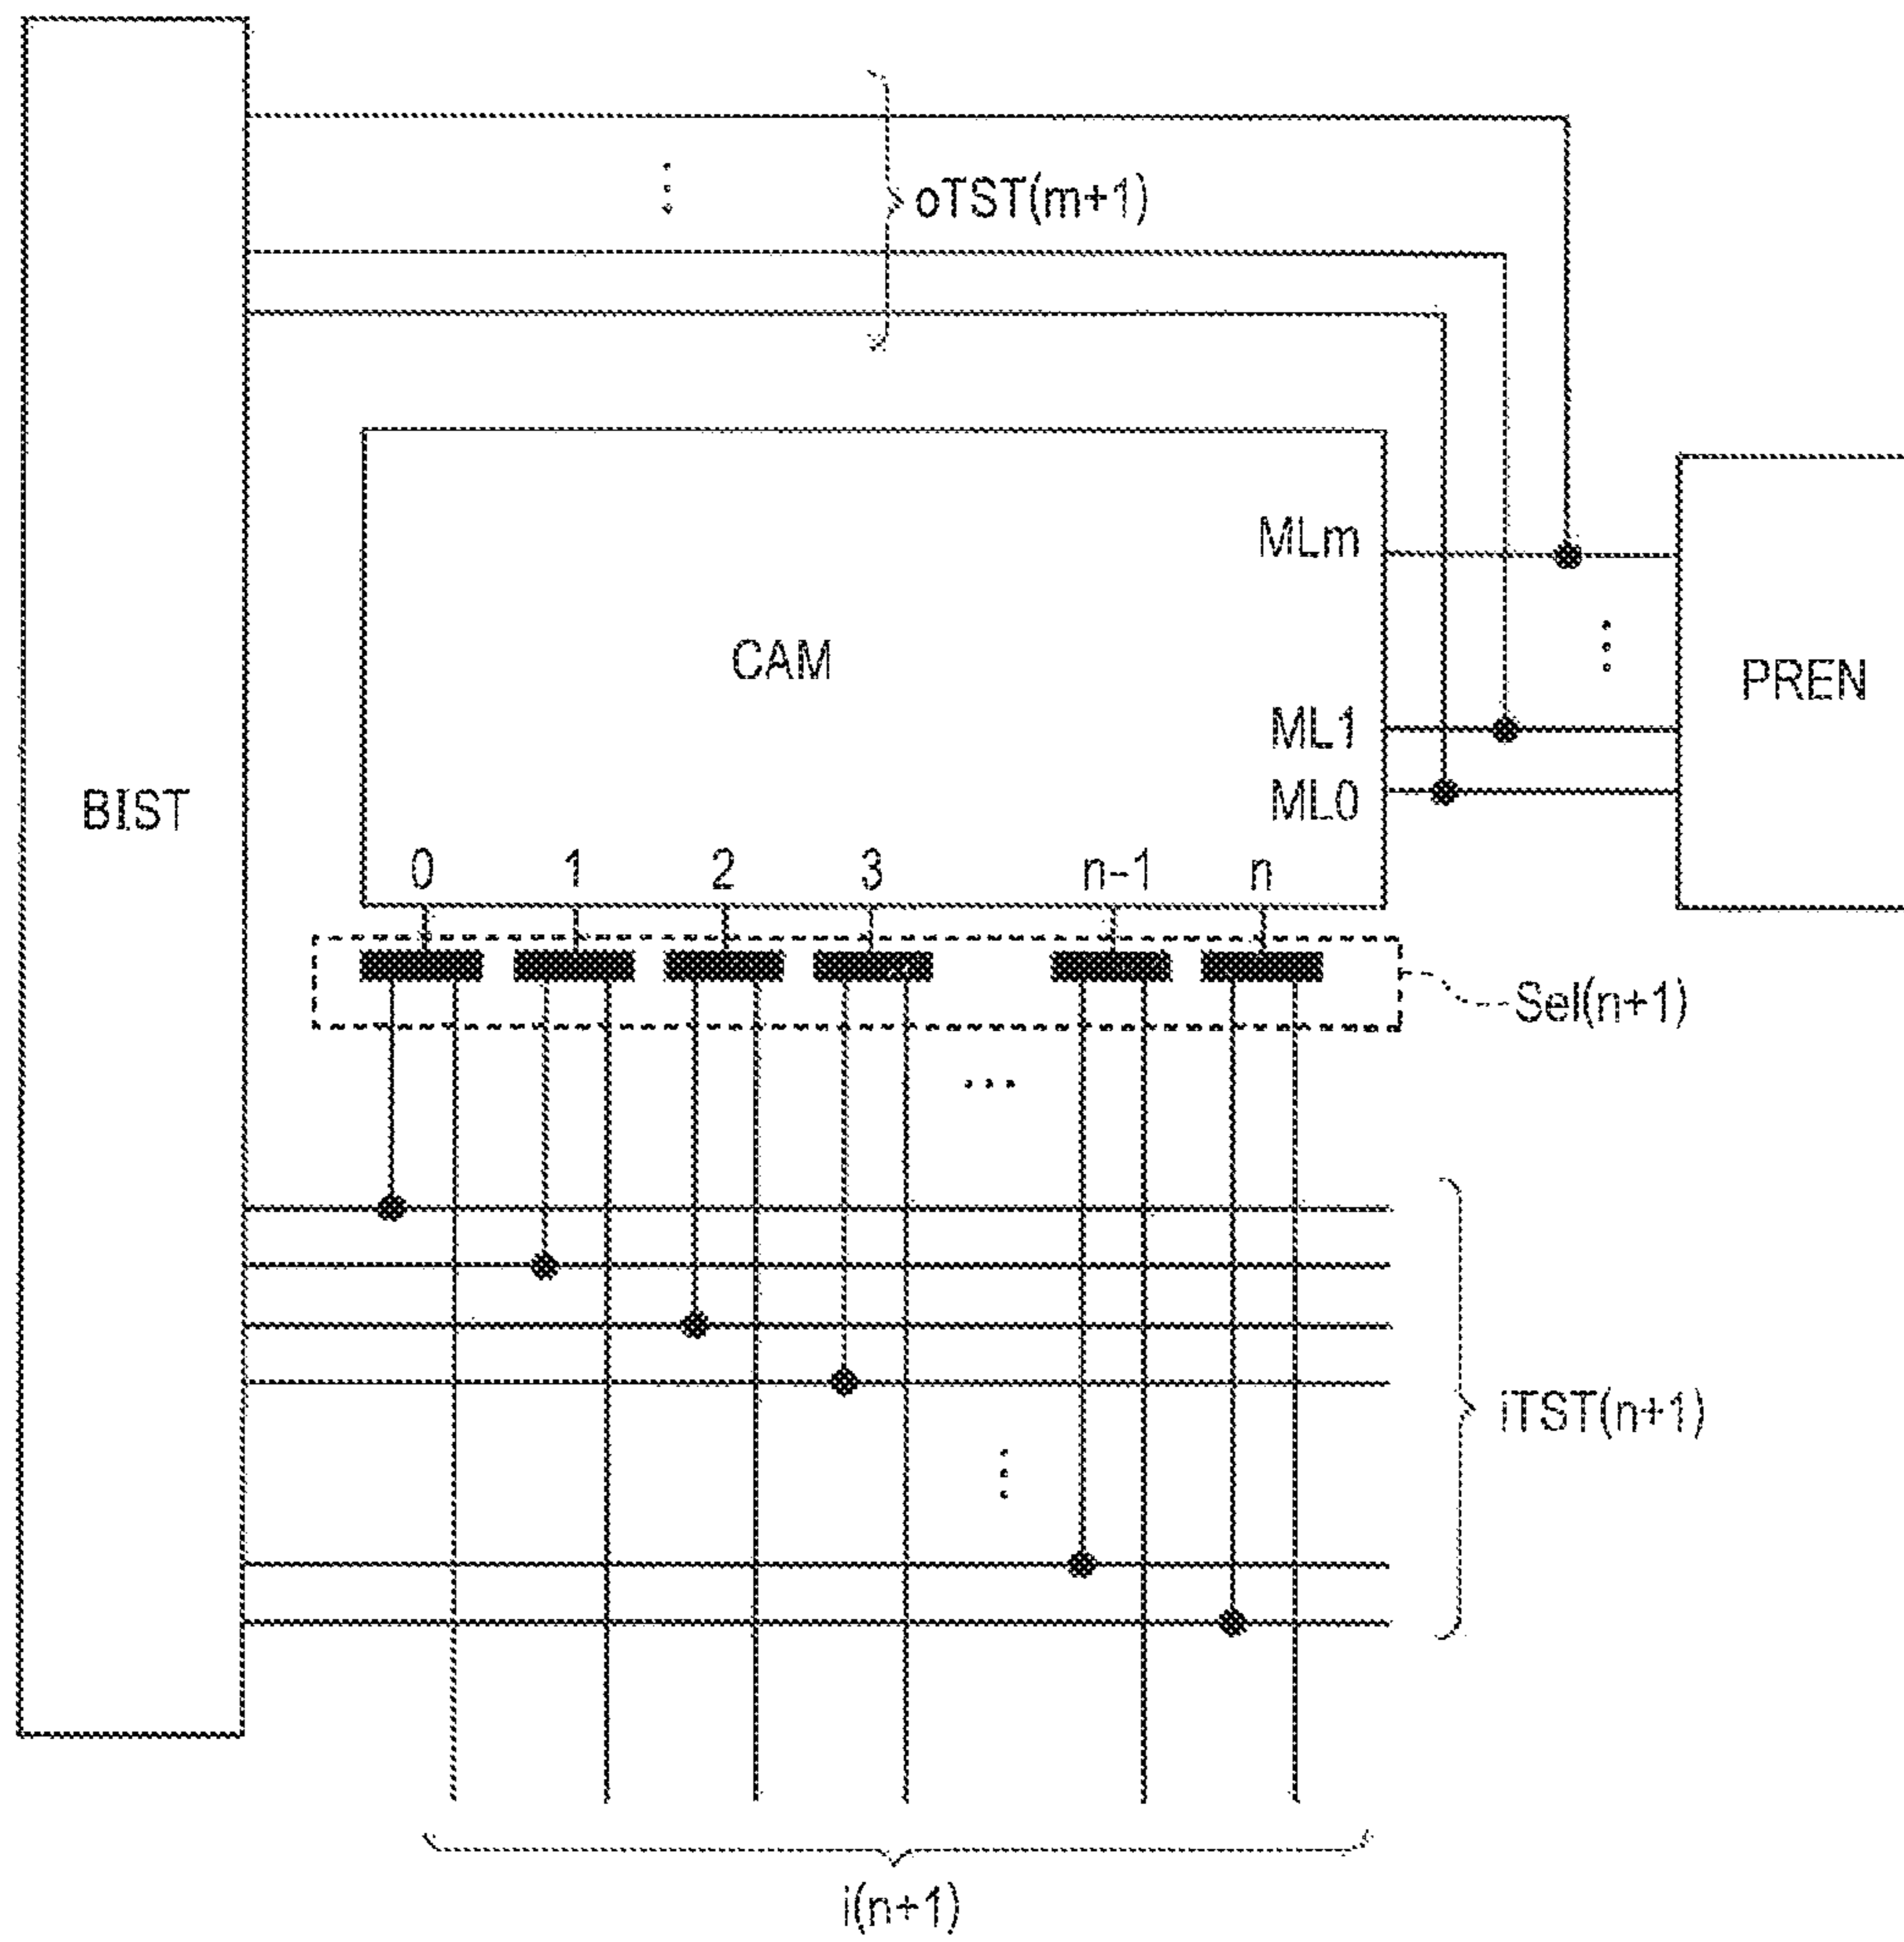 oTST(m+1)
MLm
CAM
PREN
ML1
ML0
BIST
0 1 2 3 n-1 n
Sel(n+1)
iTST(n+1)
i(n+1)